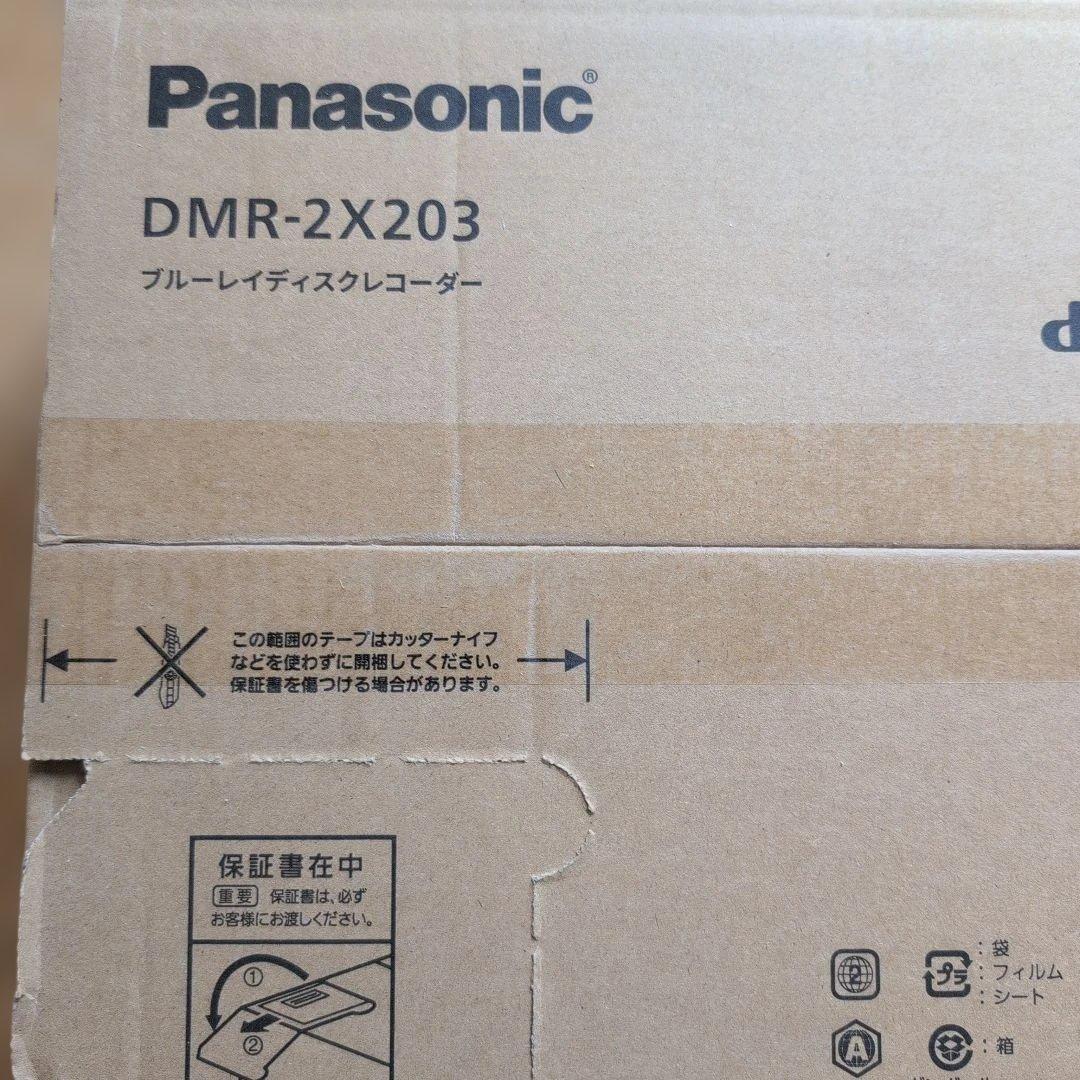 Panasonic®
DMR-2X203
ブルーレイディスクレコーダー
d
この範囲のテープはカッターナイフ
などを使わずに開梱してください。
保証書を傷つける場合があります。
保証書在中
重要 保証書は、必ず
お客様にお渡しください。
①
②
2
プラ
：袋
：フィルム
：シート
A
：箱